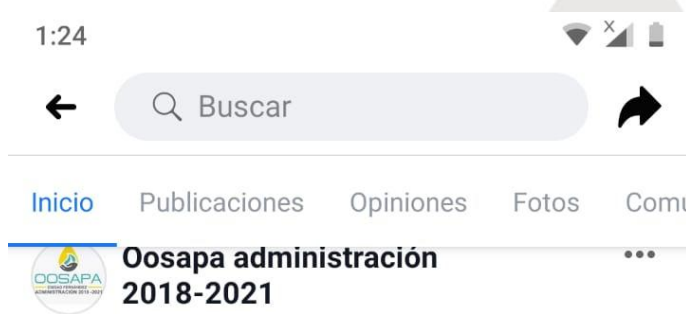 1:24
Buscar
Inicio Publicaciones Opiniones Fotos Comu
OOSAPA
Oosapa administración
2018-2021
•••